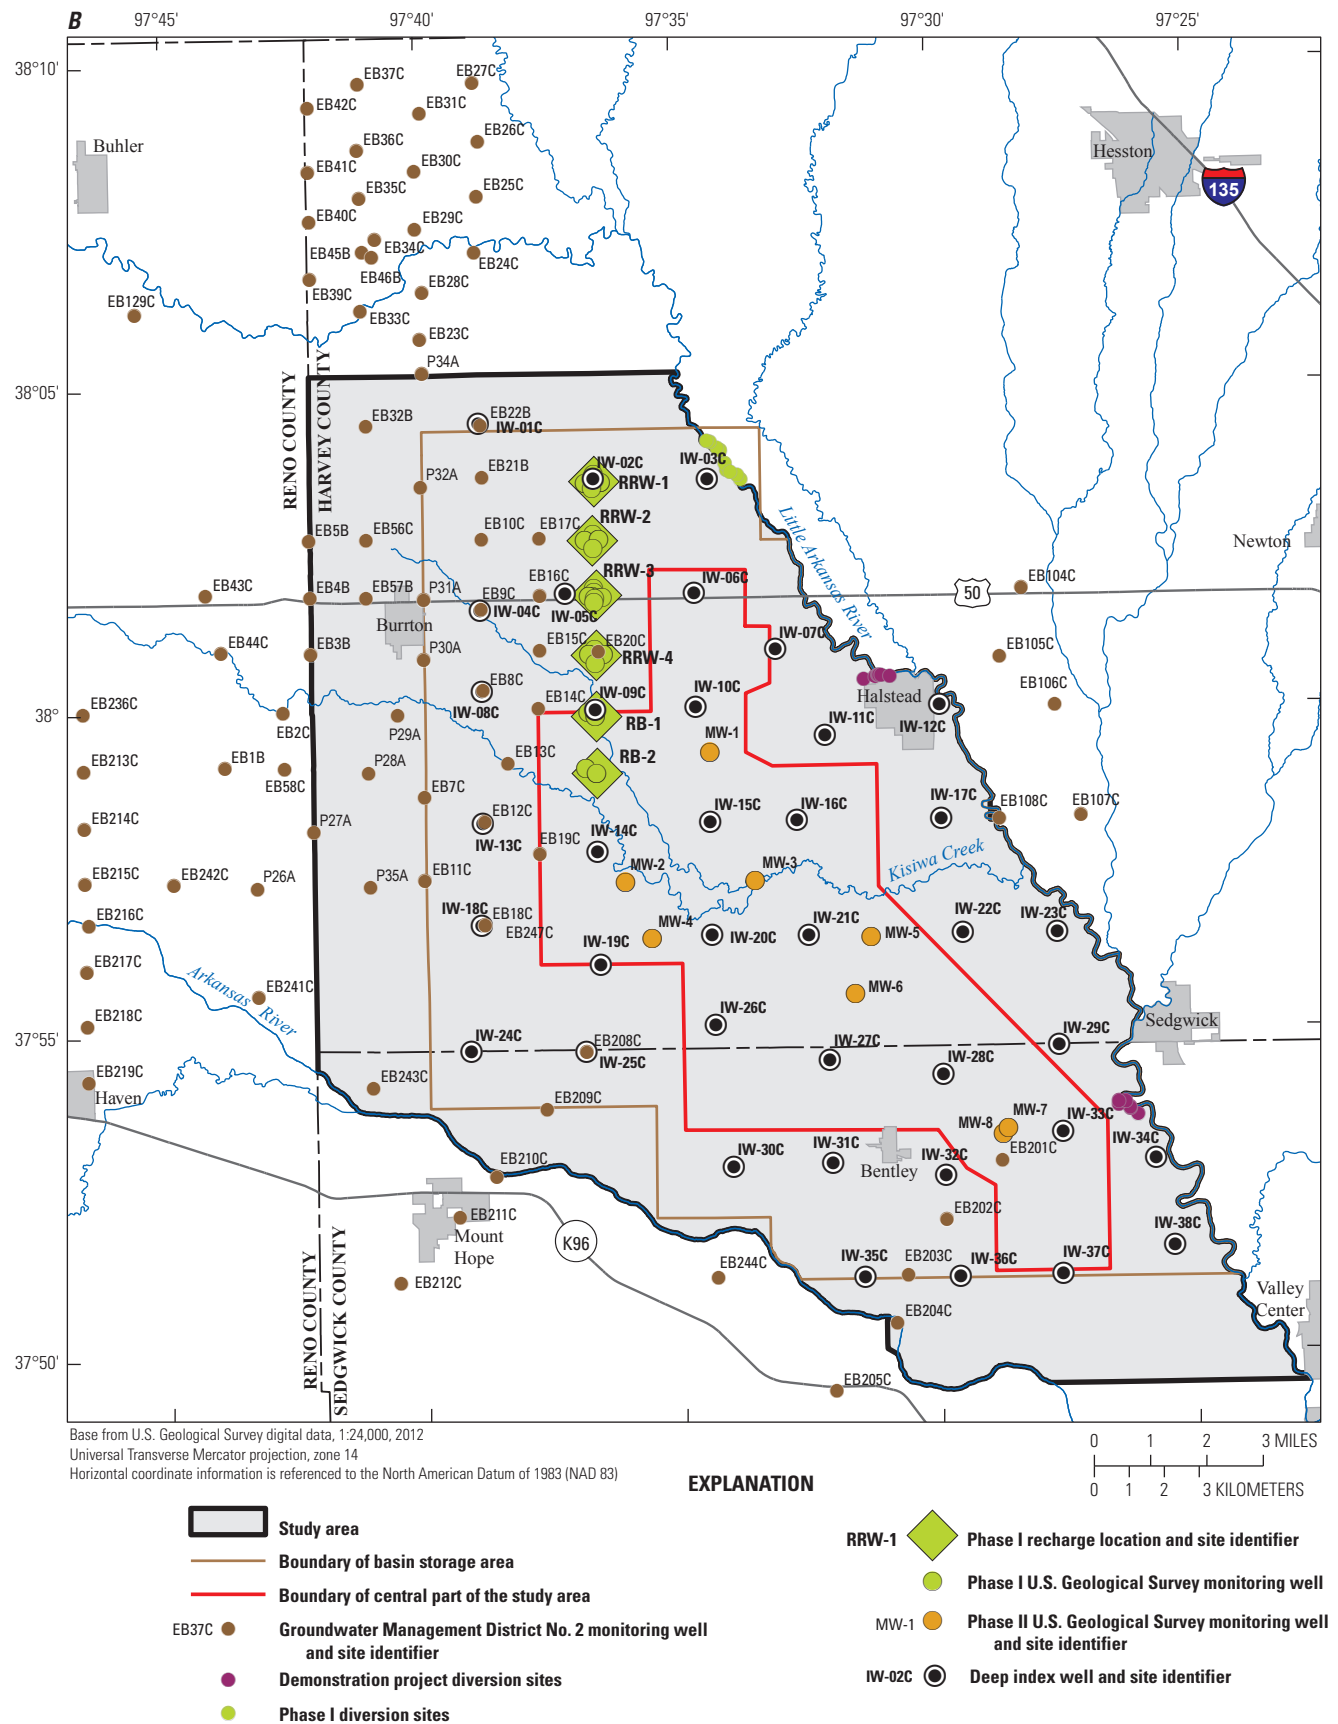 B
97°45'
97°40'
97°35'
97°30'
97°25'
38°10'
EB37C
EB27C
EB42C
EB31C
EB26C
Buhler
EB36C
Hesston
EB30C
EB41C
135
EB35C
EB25C
EB40C
EB29C
EB34C
EB45B
EB24C
EB46B
EB39C
EB28C
EB129C
EB33C
EB23C
P34A
38°05'
RENO COUNTY
HARVEY COUNTY
EB32B
EB22B
IW-01C
IW-02C
IW-03C
EB21B
P32A
RRW-1
RRW-2
Little Arkansas River
EB5B
EB56C
EB10C
EB17C
Newton
RRW-3
EB43C
EB4B
EB57B
P31A
EB9C
EB16C
IW-06C
EB104C
50
IW-04C
IW-05C
Burrton
EB44C
EB3B
P30A
EB15C
EB20C
RRW-4
IW-07C
EB105C
EB8C
IW-08C
IW-09C
IW-10C
Halstead
EB106C
EB236C
38°
EB2C
P29A
EB14C
RB-1
IW-11C
IW-12C
MW-1
EB213C
EB1B
EB58C
P28A
EB13C
RB-2
EB7C
IW-15C
IW-16C
IW-17C
EB108C
EB107C
EB214C
P27A
EB12C
IW-13C
IW-14C
EB19C
Kisiwa Creek
EB215C
EB242C
P26A
P35A
EB11C
MW-2
MW-3
EB216C
IW-18C
EB18C
EB247C
MW-4
IW-20C
IW-21C
MW-5
IW-22C
IW-23C
IW-19C
EB217C
Arkansas River
EB241C
MW-6
EB218C
IW-26C
Sedgwick
37°55'
IW-24C
EB208C
IW-25C
IW-27C
IW-28C
IW-29C
EB219C
Haven
EB243C
EB209C
MW-7
MW-8
IW-33C
IW-34C
EB201C
IW-30C
IW-31C
Bentley
IW-32C
EB210C
EB211C
Mount
Hope
K96
EB202C
IW-38C
RENO COUNTY
SEDGWICK COUNTY
EB212C
EB244C
IW-35C
EB203C
IW-36C
IW-37C
Valley
Center
EB204C
37°50'
EB205C
Base from U.S. Geological Survey digital data, 1:24,000, 2012
Universal Transverse Mercator projection, zone 14
Horizontal coordinate information is referenced to the North American Datum of 1983 (NAD 83)
0 1 2 3 MILES
0 1 2 3 KILOMETERS
EXPLANATION
Study area
Boundary of basin storage area
Boundary of central part of the study area
EB37C Groundwater Management District No. 2 monitoring well
and site identifier
Demonstration project diversion sites
Phase I diversion sites
RRW-1 Phase I recharge location and site identifier
Phase I U.S. Geological Survey monitoring well
MW-1 Phase II U.S. Geological Survey monitoring well
and site identifier
IW-02C Deep index well and site identifier